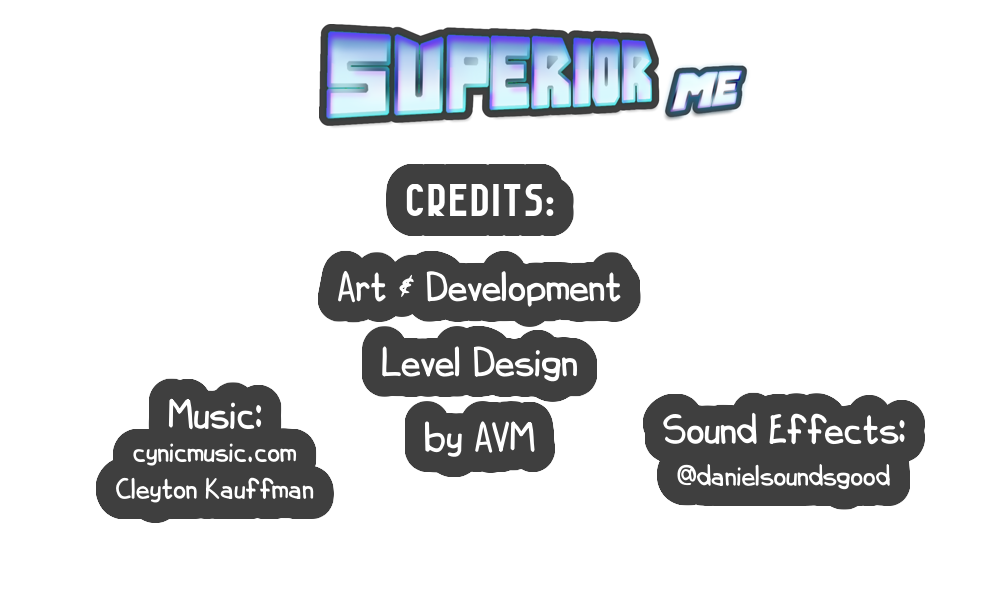 SUPERIOR ME
CREDITS:
Art & Development
Level Design
by AVM
Music:
cynicmusic.com
Cleyton Kauffman
Sound Effects:
@danielsoundsgood